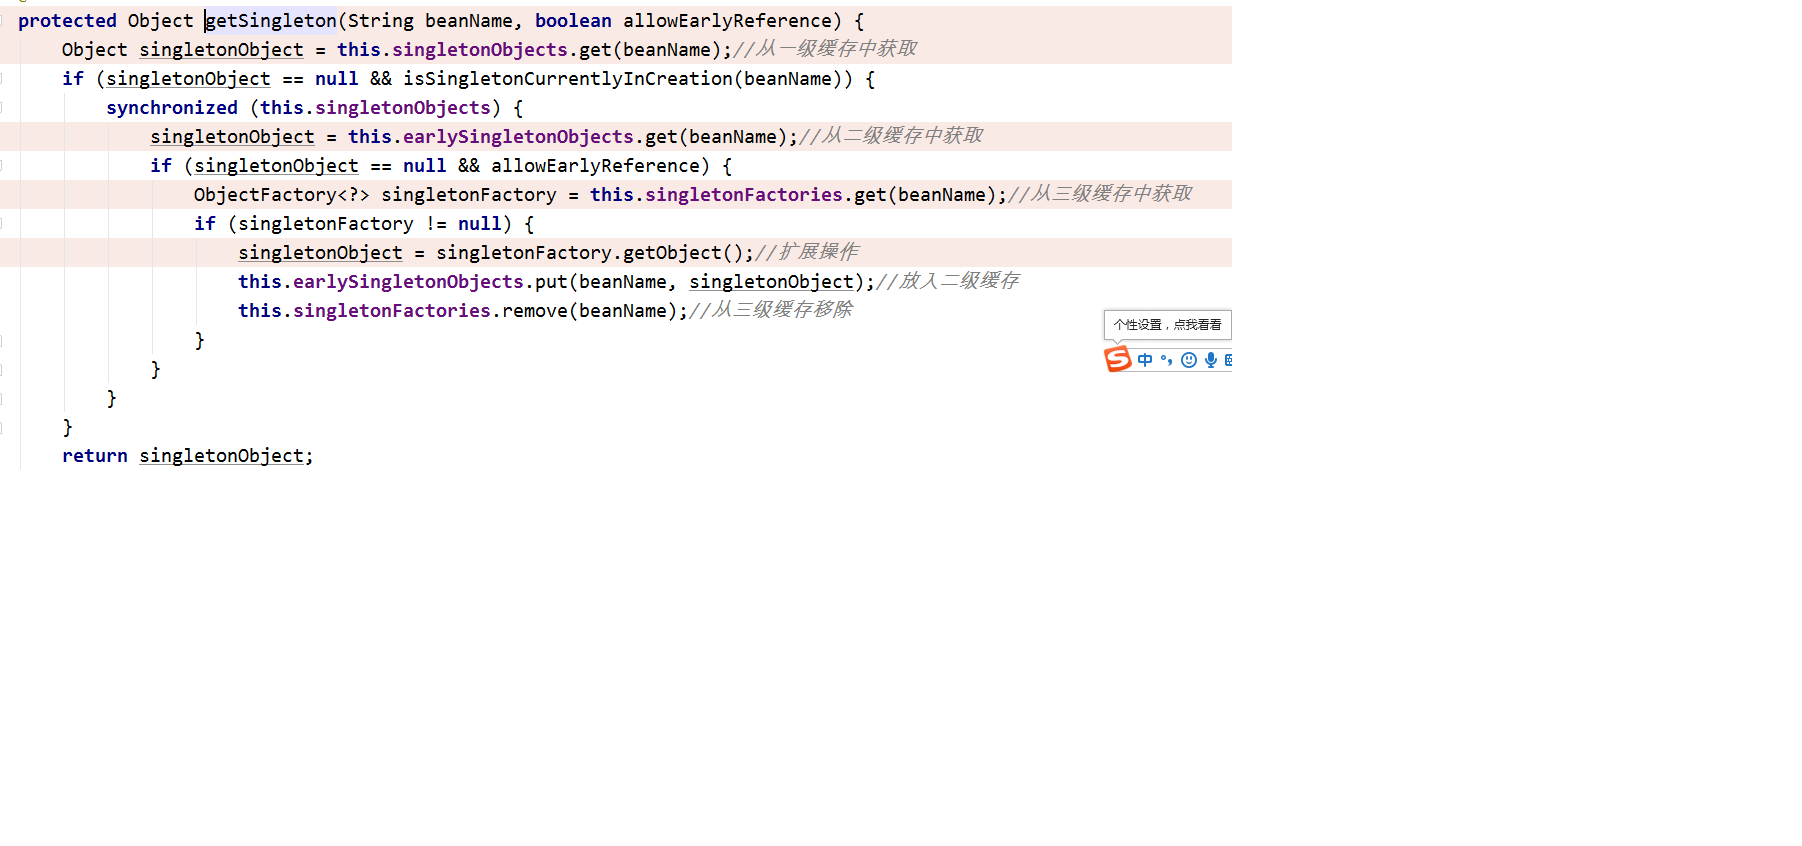 protected Object getSingleton(String beanName, boolean allowEarlyReference) {
Object singletonObject = this.singletonObjects.get(beanName);//从一级缓存中获取
if (singletonObject == null && isSingletonCurrentlyInCreation(beanName)) {
synchronized (this.singletonObjects) {
singletonObject = this.earlySingletonObjects.get(beanName);//从二级缓存中获取
if (singletonObject == null && allowEarlyReference) {
ObjectFactory<?> singletonFactory = this.singletonFactories.get(beanName);//从三级缓存中获取
if (singletonFactory != null) {
singletonObject = singletonFactory.getObject();//扩展操作
this.earlySingletonObjects.put(beanName, singletonObject);//放入二级缓存
this.singletonFactories.remove(beanName);//从三级缓存移除
}
}
}
}
return singletonObject;
个性设置，点我看看
S 中 °,